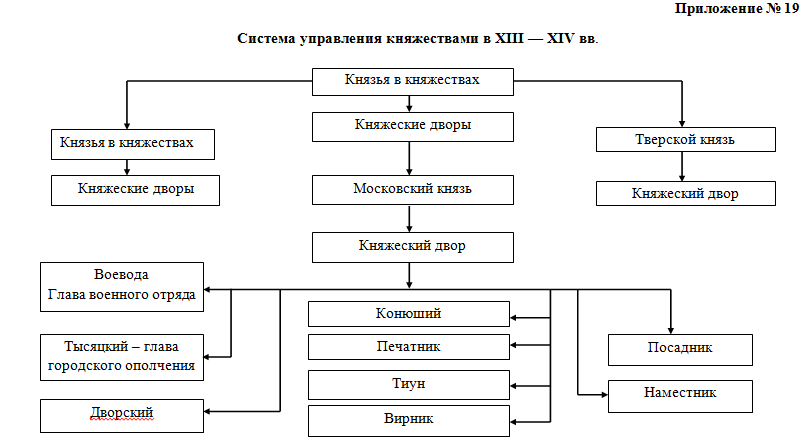 Приложение № 19
Система управления княжествами в XIII — XIV вв.
Князья в княжествах
Князья в княжествах
Княжеские дворы
Тверской князь
Княжеские дворы
Московский князь
Княжеский двор
Княжеский двор
Воевода
Глава военного отряда
Тысяцкий – глава
городского ополчения
Дворский
Конюший
Печатник
Тиун
Вирник
Посадник
Наместник